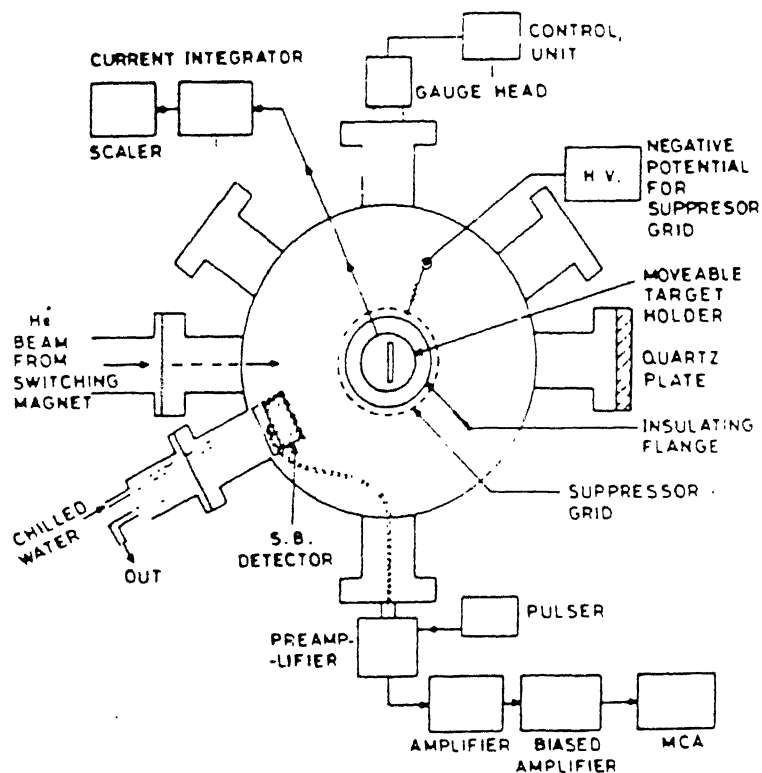 CONTROL,
UNIT
CURRENT INTEGRATOR
GAUGE HEAD
SCALER
H.V.
NEGATIVE
POTENTIAL
FOR
SUPPRESOR
GRID
MOVEABLE
TARGET
HOLDER
He+
BEAM
FROM
SWITCHING
MAGNET
QUARTZ
PLATE
INSULATING
FLANGE
SUPPRESSOR
GRID
CHILLED
WATER
OUT
S.B.
DETECTOR
PULSER
PREAMP-
-LIFIER
AMPLIFIER
BIASED
AMPLIFIER
MCA